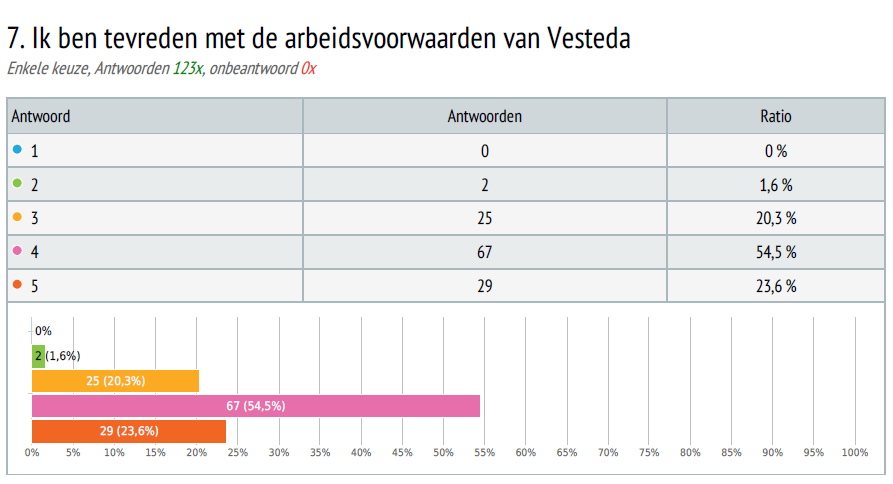 7. Ik ben tevreden met de arbeidsvoorwaarden van Vesteda
Enkele keuze, Antwoorden 123x, onbeantwoord 0x
Antwoord Antwoorden Ratio
1 0 0 %
2 2 1,6 %
3 25 20,3 %
4 67 54,5 %
5 29 23,6 %
0%
2 (1,6%)
25 (20,3%)
67 (54,5%)
29 (23,6%)
0% 5% 10% 15% 20% 25% 30% 35% 40% 45% 50% 55% 60% 65% 70% 75% 80% 85% 90% 95% 100%